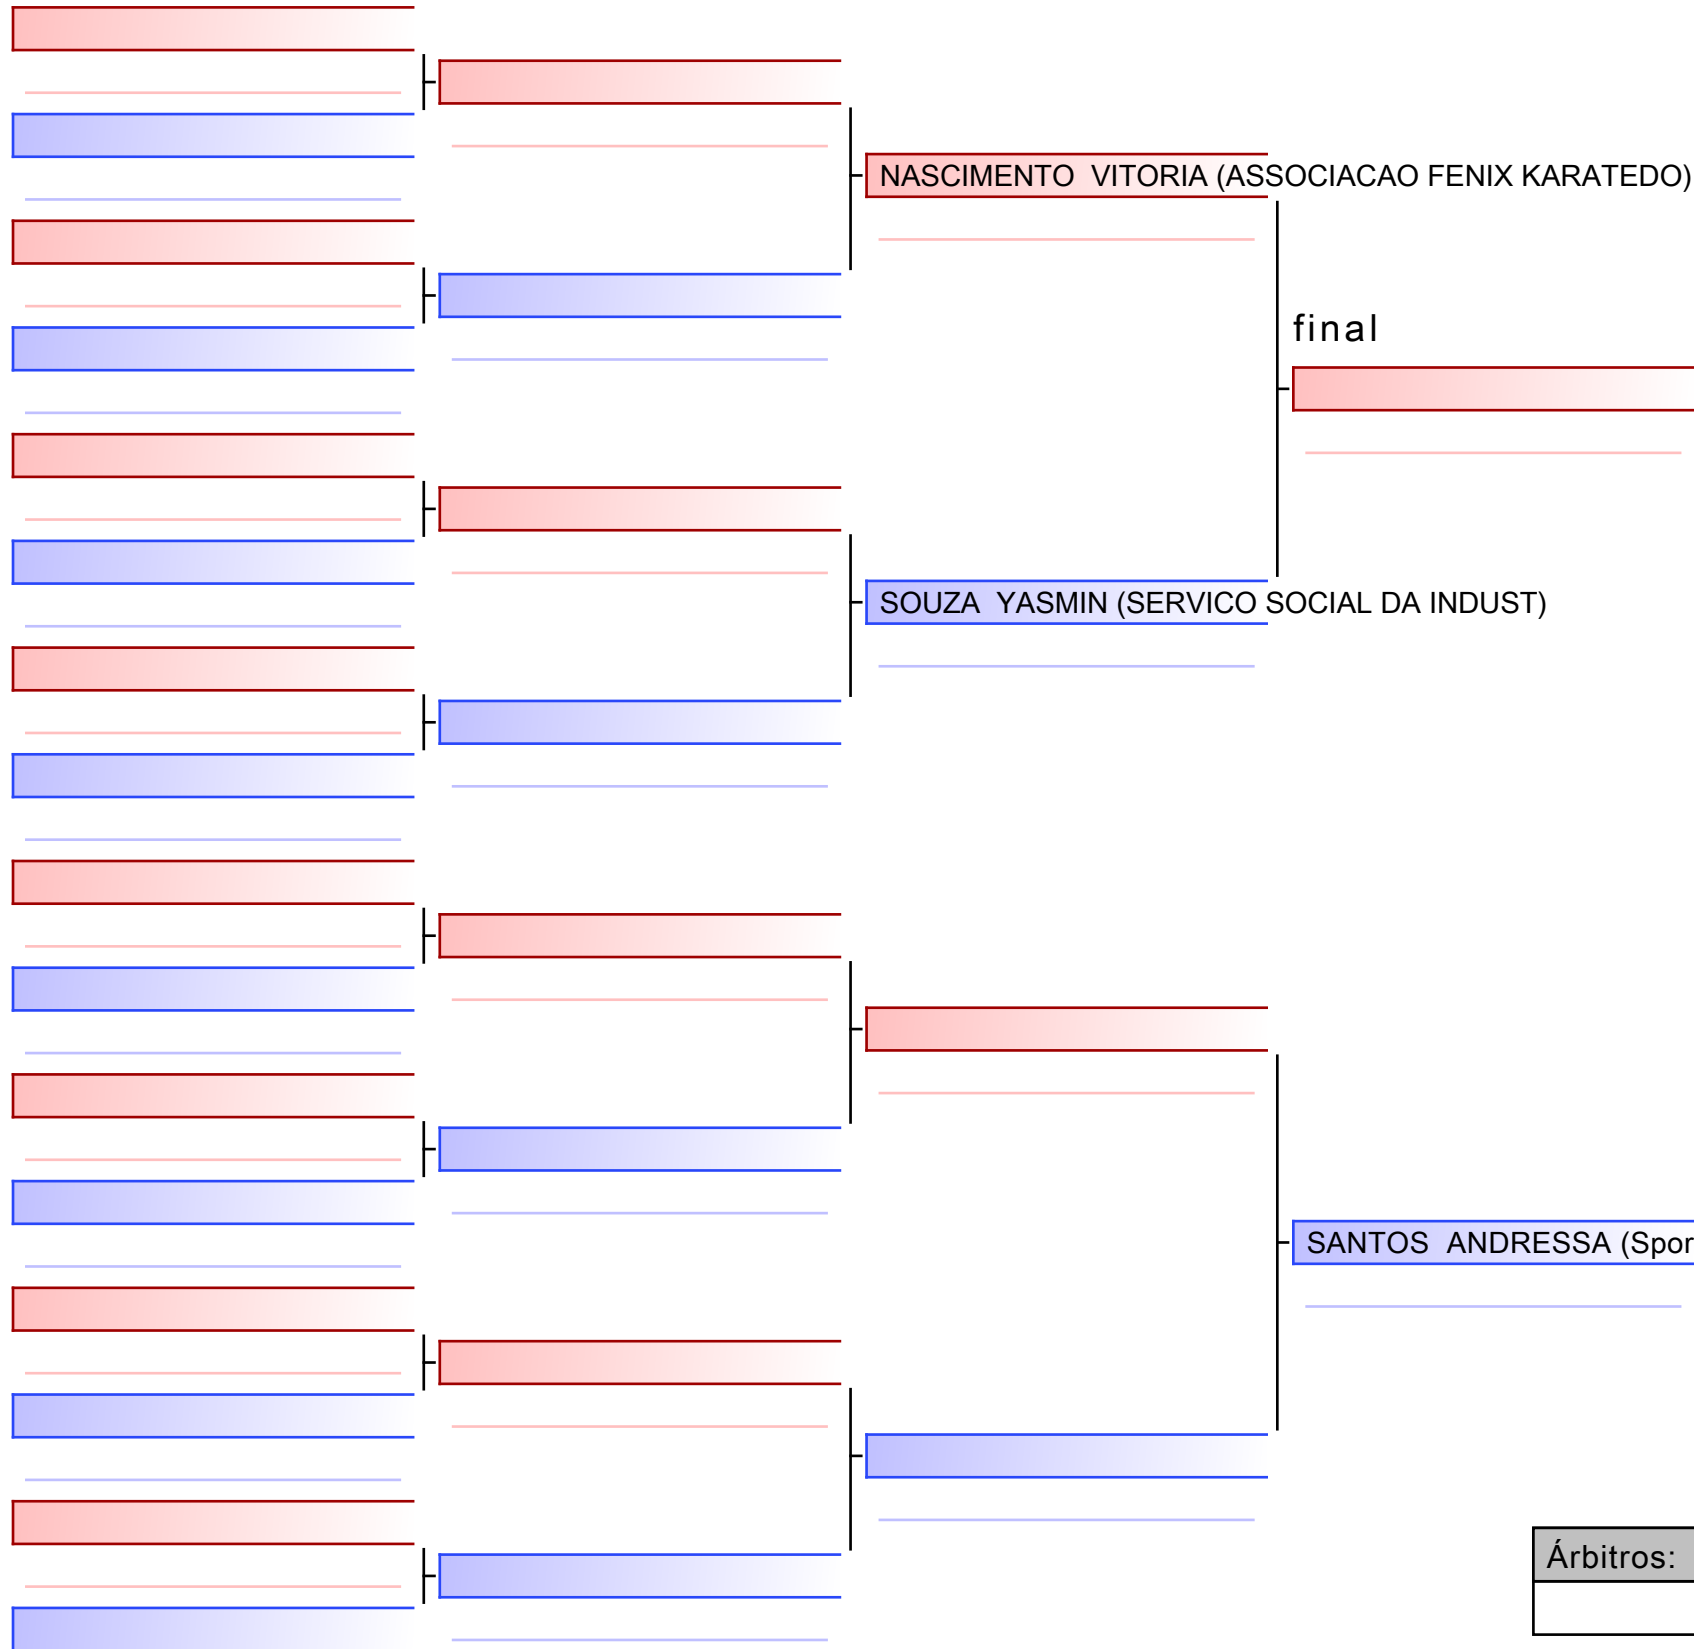 NASCIMENTO VITORIA (ASSOCIACAO FENIX KARATEDO)
final
SOUZA YASMIN (SERVICO SOCIAL DA INDUST)
SANTOS ANDRESSA (Spor
Árbitros: